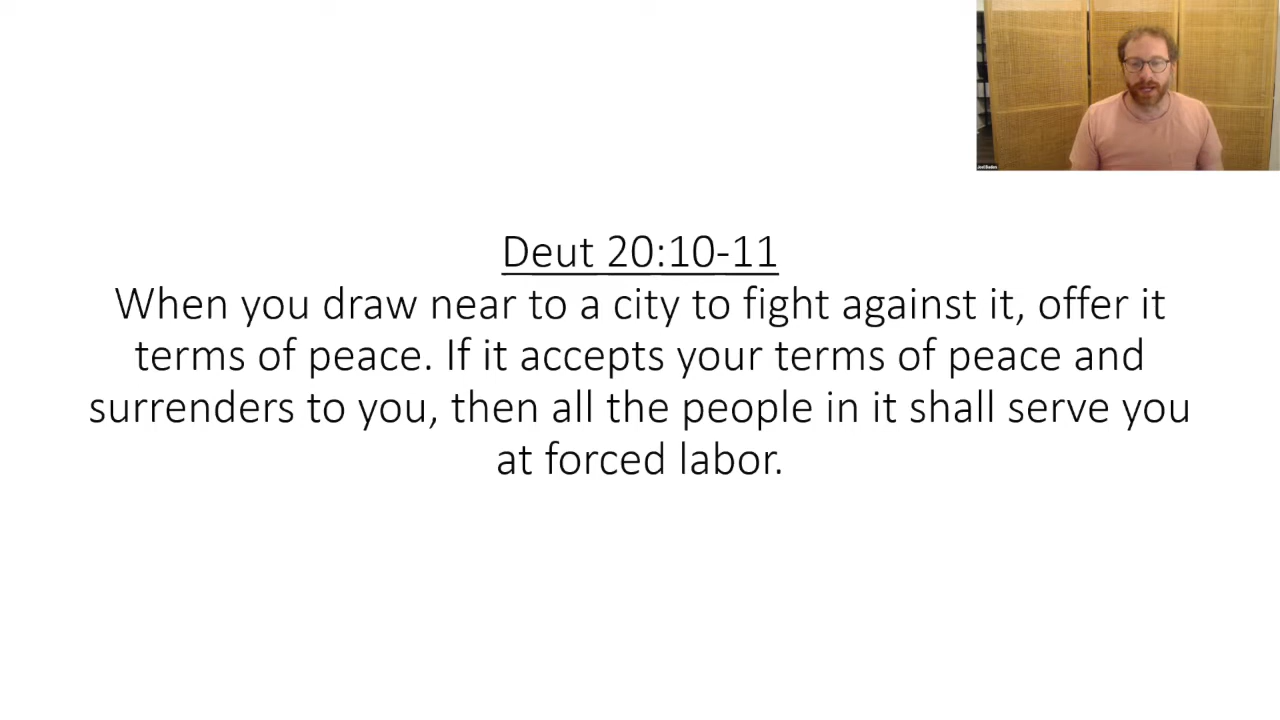 Deut 20:10-11
When you draw near to a city to fight against it, offer it
terms of peace. If it accepts your terms of peace and
surrenders to you, then all the people in it shall serve you
at forced labor.